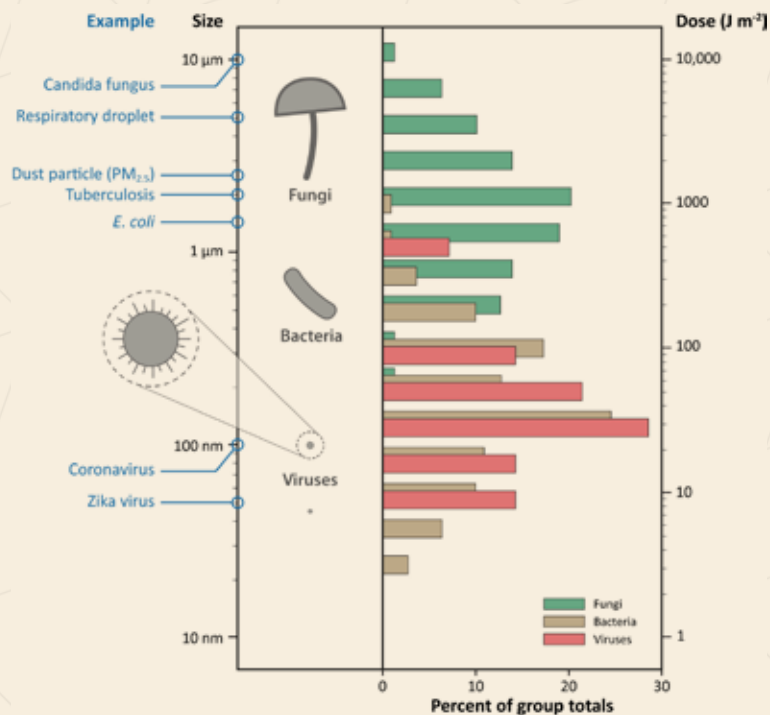 Example Size Dose (J m⁻²)
10 µm 10,000
Candida fungus
Respiratory droplet
Dust particle (PM₂.₅)
Tuberculosis
Fungi 1000
E. coli
1 µm
Bacteria
100
100 nm
Coronavirus
Viruses
Zika virus 10
Fungi
Bacteria
10 nm Viruses 1
0 10 20 30
Percent of group totals